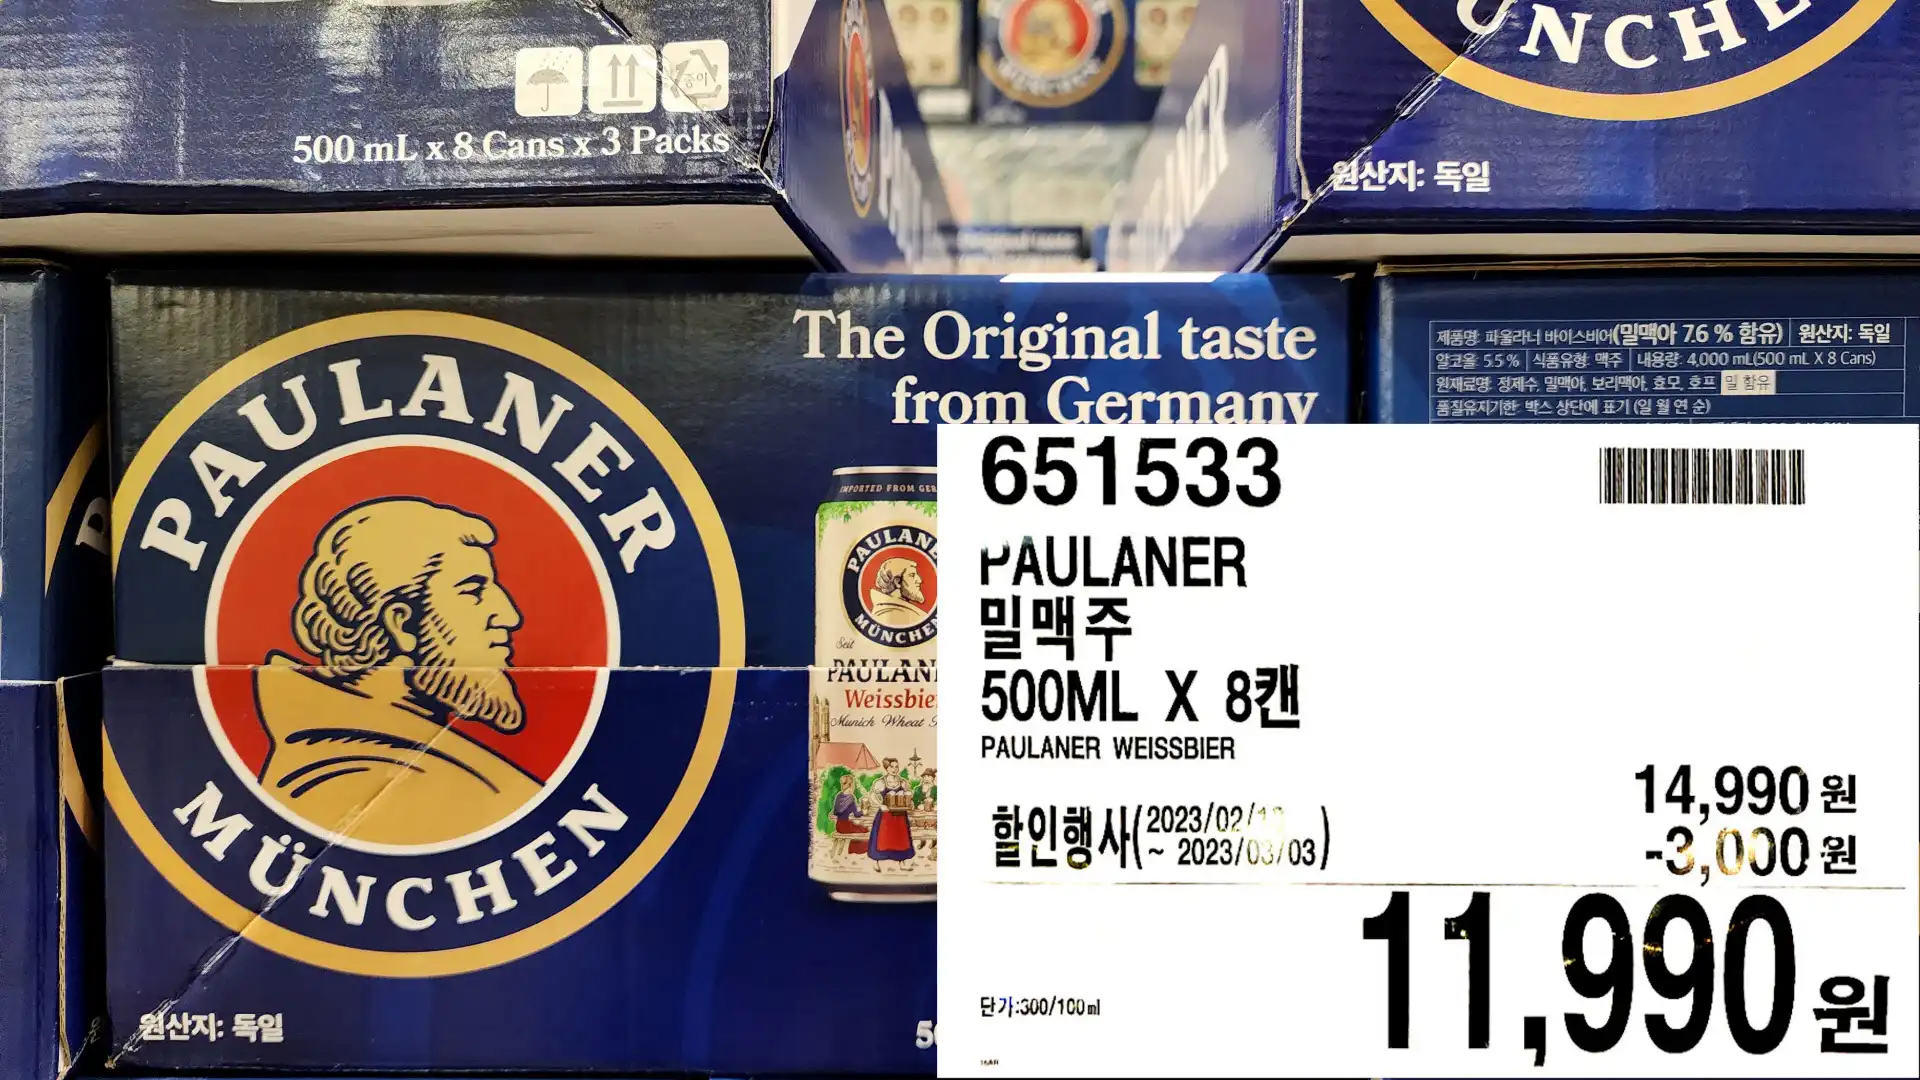 종이
500 mL x 8 Cans x 3 Packs
ÜNCHE
원산지: 독일
PAULANER
MÜNCHEN
The Original taste
from Germany
원산지: 독일
IMPORTED FROM GER
PAULANE
MÜNCHEN
Seit
PAULAN
Weissbie
Munich Wheat
제품명: 파울라너 바이스비어(밀맥아 7.6 % 함유) 원산지: 독일
알코올: 5.5% 식품유형: 맥주 내용량: 4,000 mL(500 mL X 8 Cans)
원재료명: 정제수, 밀맥아, 보리맥아, 효모, 호프 밀 함유
품질유지기한: 박스 상단에 표기 (일 월 연 순)
651533
PAULANER
밀맥주
500ML X 8캔
PAULANER WEISSBIER
14,990 원
할인행사(2023/02/
~ 2023/03/03)
-3,000 원
11,990 원
단가:300/100ml